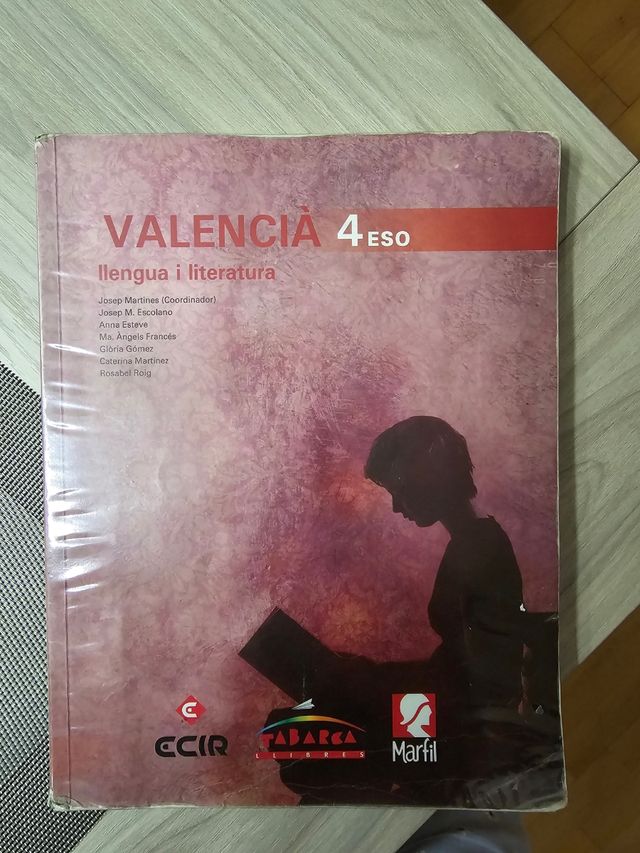 VALENCIÀ 4 ESO
llengua i literatura
Josep Martines (Coordinador)
Josep M. Escolano
Anna Esteve
Ma. Àngels Francés
Glòria Gómez
Caterina Martínez
Rosabel Roig
ECIR
TABARCA
LLIBRES
Marfil